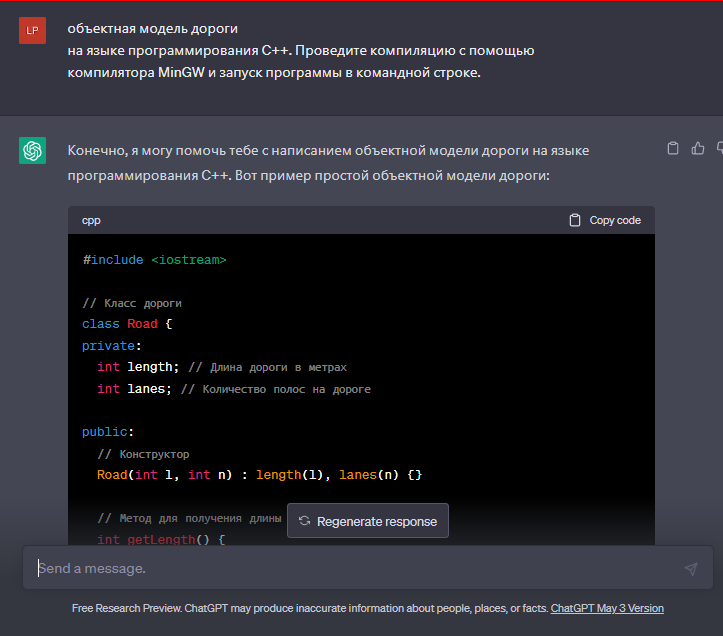 LP
объектная модель дороги
на языке программирования C++. Проведите компиляцию с помощью
компилятора MinGW и запуск программы в командной строке.
Конечно, я могу помочь тебе с написанием объектной модели дороги на языке
программирования C++. Вот пример простой объектной модели дороги:
cpp
Copy code
#include <iostream>
// Класс дороги
class Road {
private:
int length; // Длина дороги в метрах
int lanes; // Количество полос на дороге
public:
// Конструктор
Road(int l, int n) : length(l), lanes(n) {}
// Метод для получения длины
int getLength() {
Regenerate response
Send a message.
Free Research Preview. ChatGPT may produce inaccurate information about people, places, or facts. ChatGPT May 3 Version